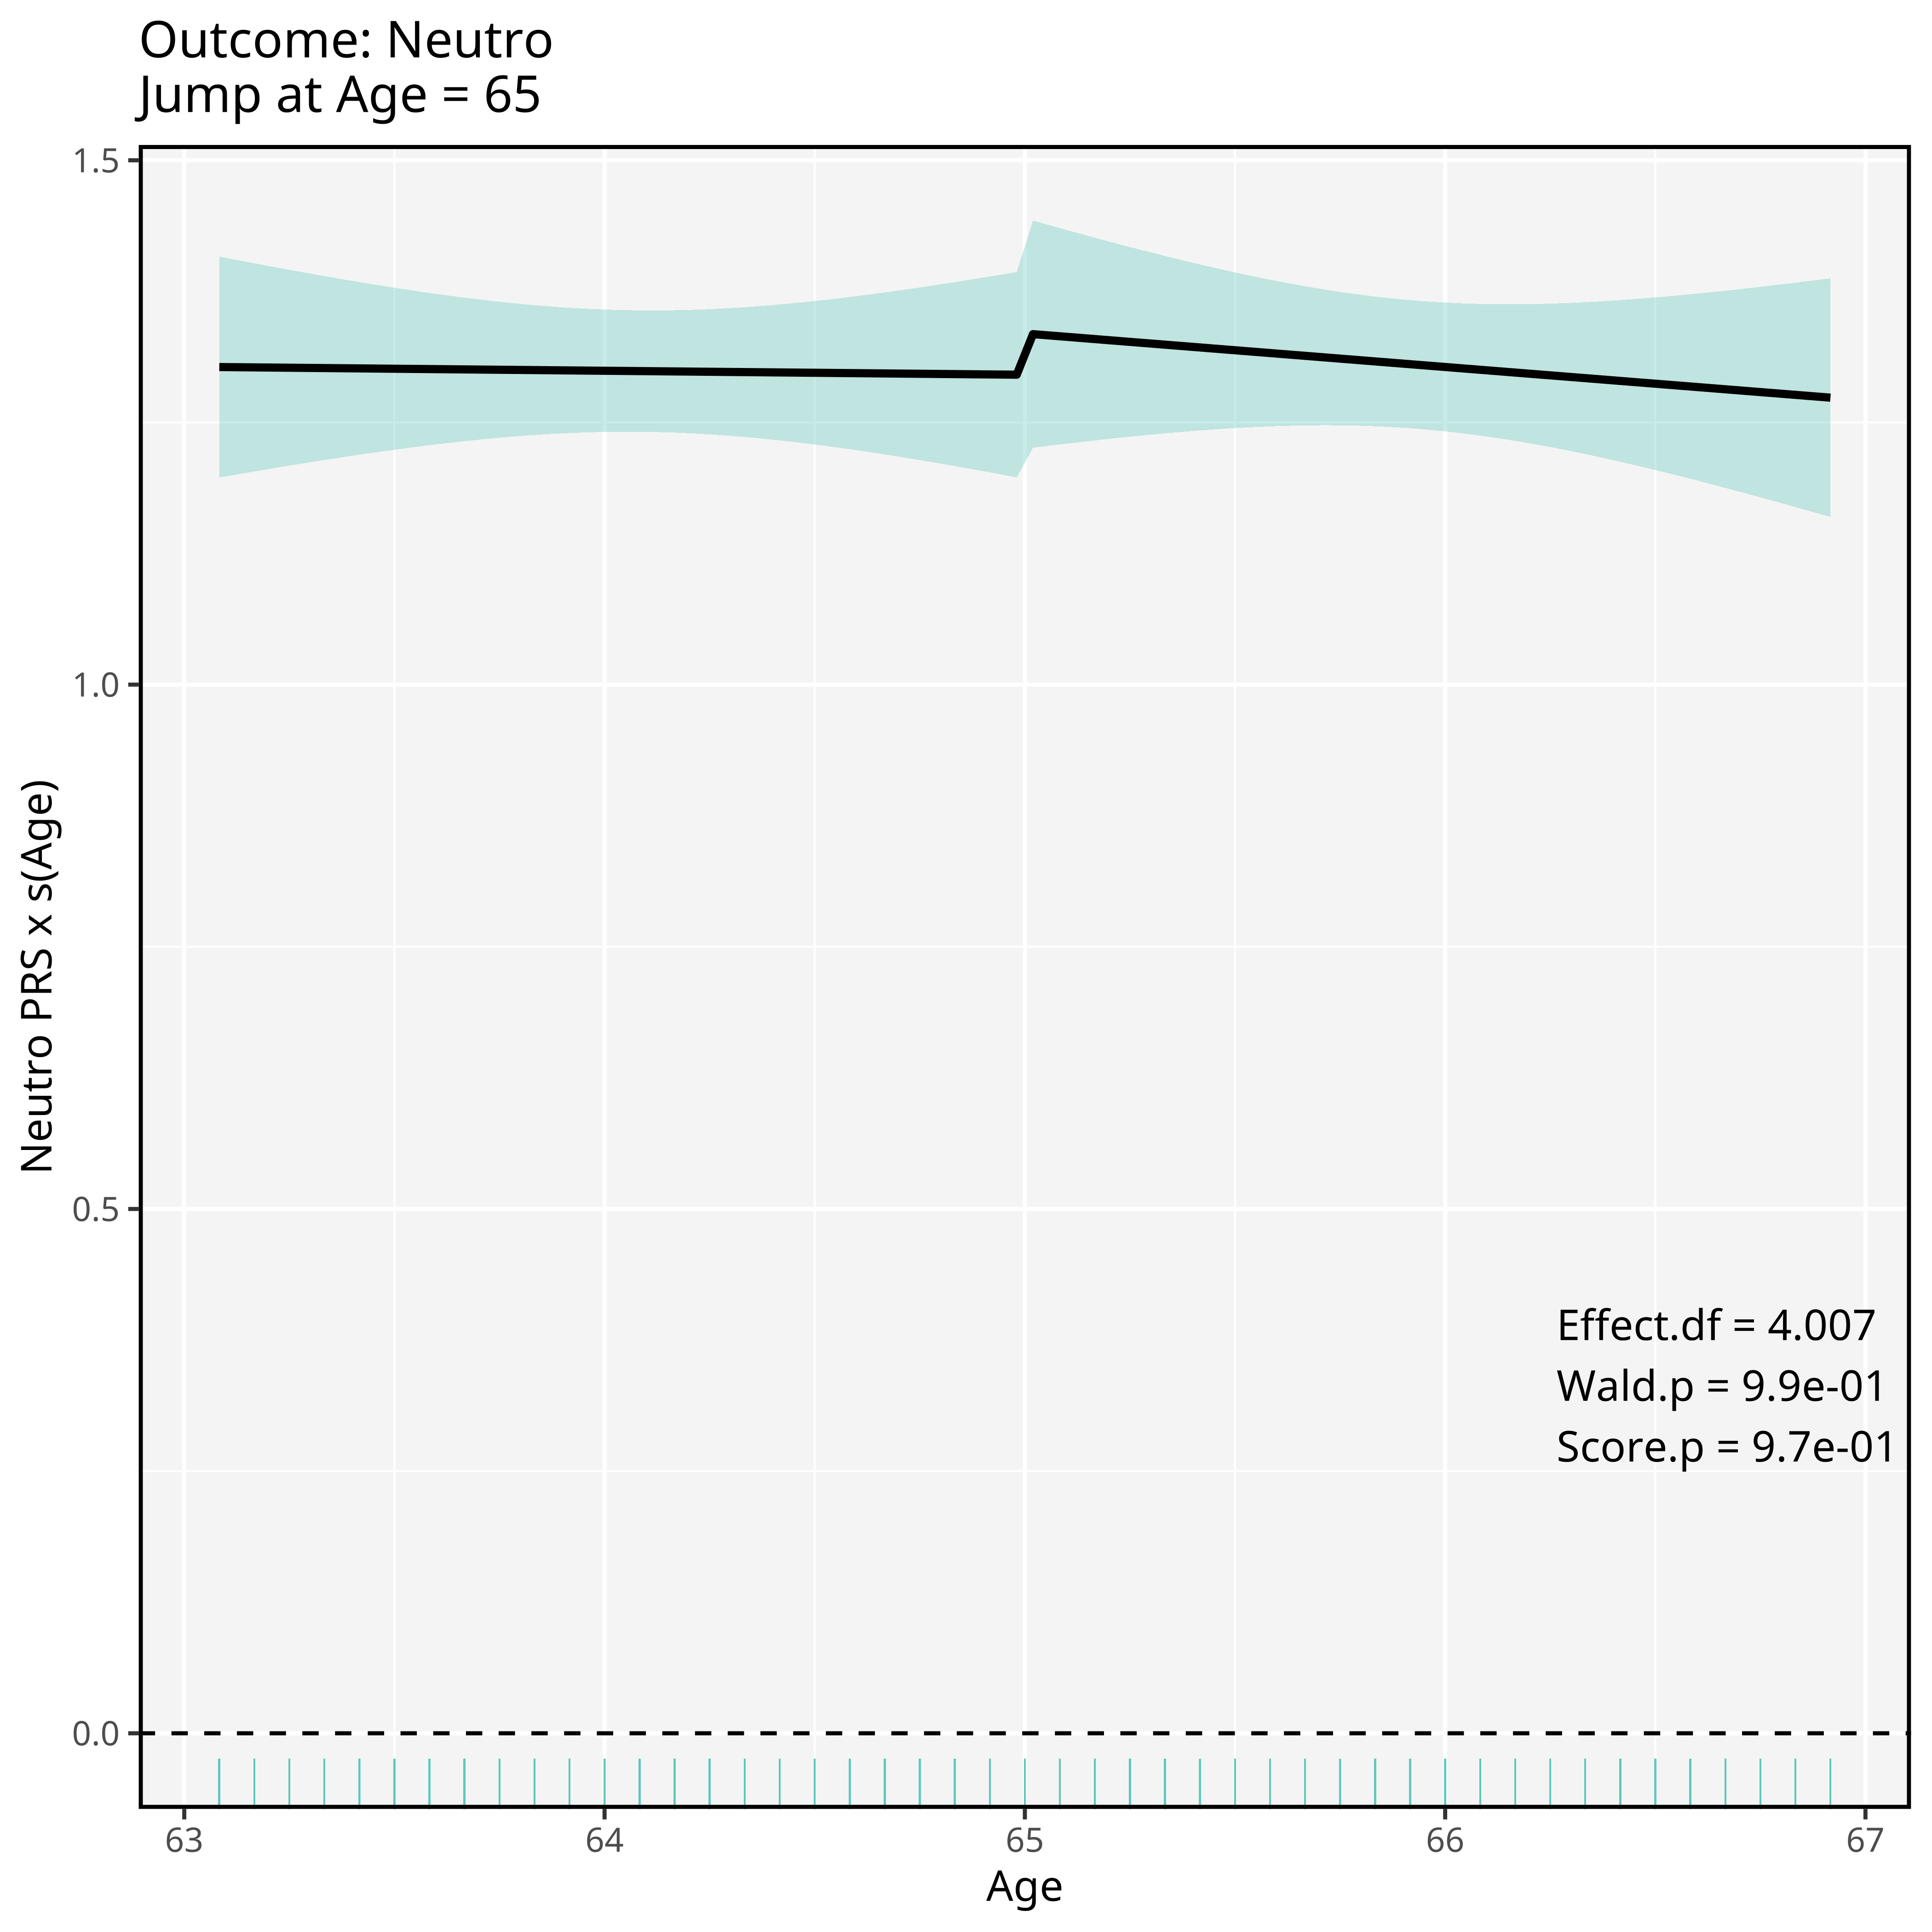 Outcome: Neutro
Jump at Age = 65
1.5
1.0
0.5
0.0
Neutro PRS x s(Age)
Effect.df = 4.007
Wald.p = 9.9e-01
Score.p = 9.7e-01
63 64 65 66 67
Age